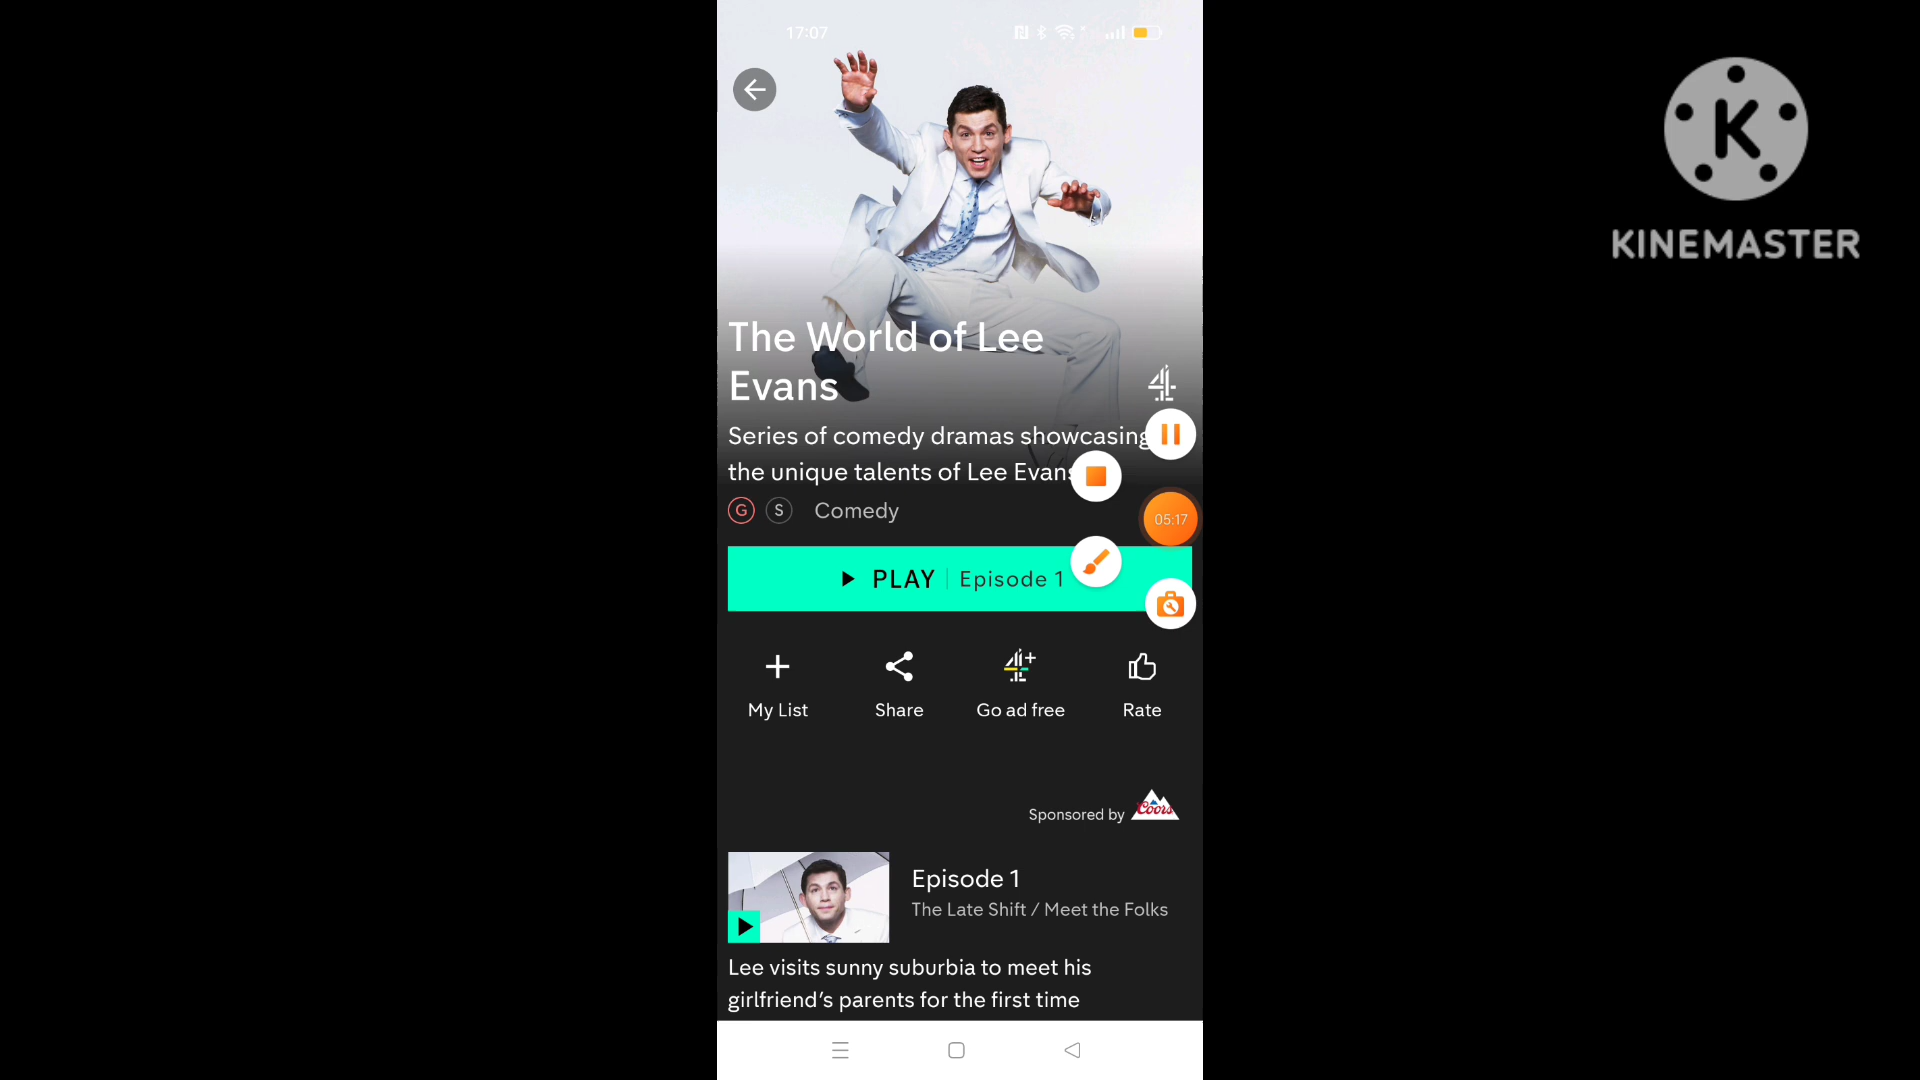 17:07
KINEMASTER
The World of Lee
Evans
Series of comedy dramas showcasing
the unique talents of Lee Evans
G S Comedy
05:17
PLAY | Episode 1
My List Share Go ad free Rate
Sponsored by Coors
Episode 1
The Late Shift / Meet the Folks
Lee visits sunny suburbia to meet his
girlfriend's parents for the first time